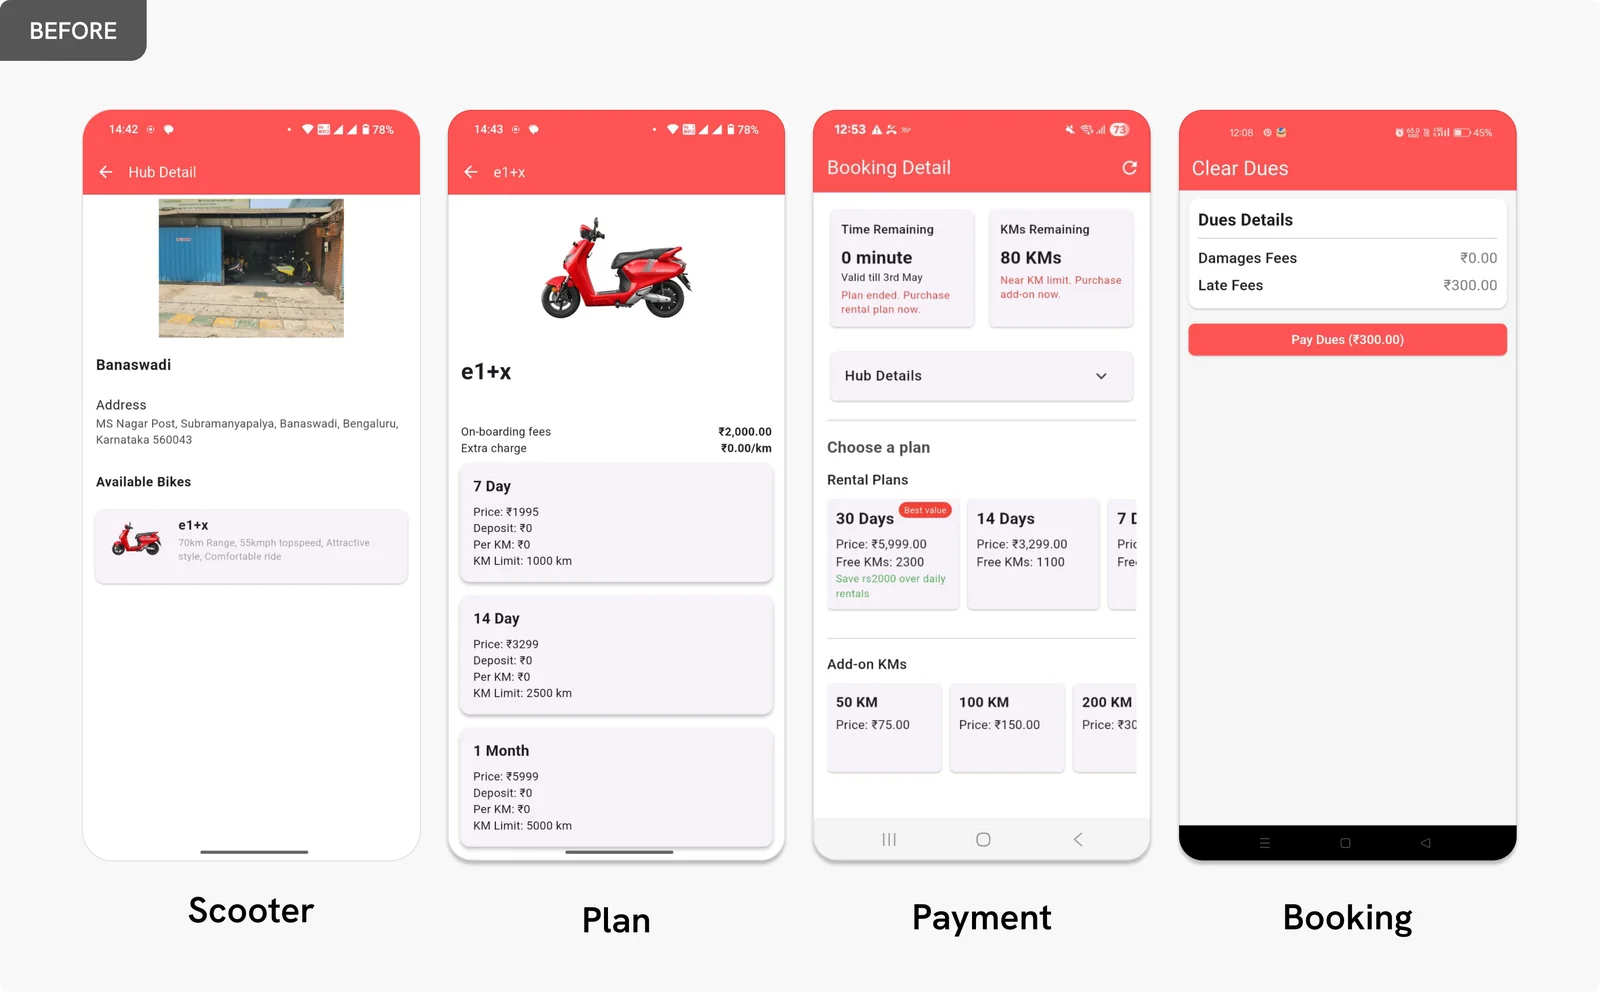 BEFORE
14:42
78%
Hub Detail
Banaswadi
Address
MS Nagar Post, Subramanyapalya, Banaswadi, Bengaluru,
Karnataka 560043
Available Bikes
e1+x
70km Range, 55kmph topspeed, Attractive
style, Comfortable ride
Scooter
14:43
78%
e1+x
e1+x
On-boarding fees ₹2,000.00
Extra charge ₹0.00/km
7 Day
Price: ₹1995
Deposit: ₹0
Per KM: ₹0
KM Limit: 1000 km
14 Day
Price: ₹3299
Deposit: ₹0
Per KM: ₹0
KM Limit: 2500 km
1 Month
Price: ₹5999
Deposit: ₹0
Per KM: ₹0
KM Limit: 5000 km
Plan
12:53
73
Booking Detail
Time Remaining
0 minute
Valid till 3rd May
Plan ended. Purchase
rental plan now.
KMs Remaining
80 KMs
Near KM limit. Purchase
add-on now.
Hub Details
Choose a plan
Rental Plans
30 Days
Best value
Price: ₹5,999.00
Free KMs: 2300
Save rs2000 over daily
rentals
14 Days
Price: ₹3,299.00
Free KMs: 1100
7
Add-on KMs
50 KM
Price: ₹75.00
100 KM
Price: ₹150.00
200 KM
Price: ₹30
Payment
12:08
45%
Clear Dues
Dues Details
Damages Fees ₹0.00
Late Fees ₹300.00
Pay Dues (₹300.00)
Booking